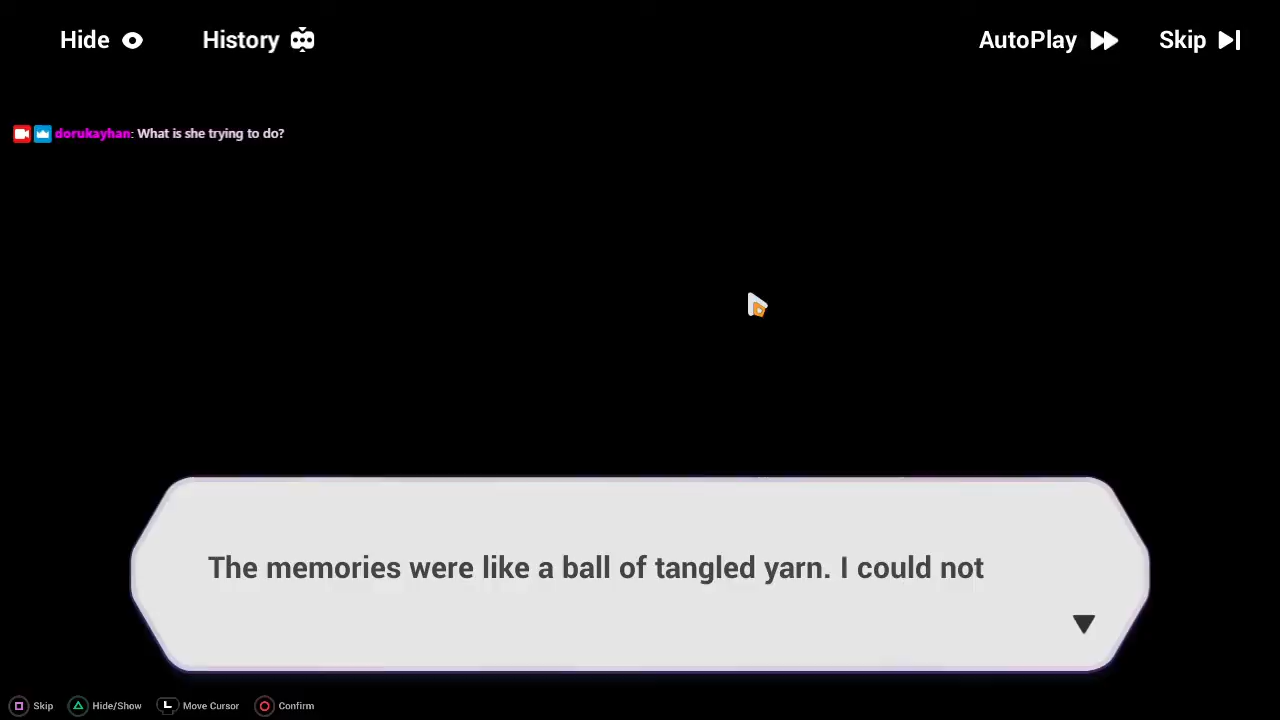 Hide
History
AutoPlay
Skip
dorukayhan: What is she trying to do?
The memories were like a ball of tangled yarn. I could not
Skip
Hide/Show
L
Move Cursor
Confirm